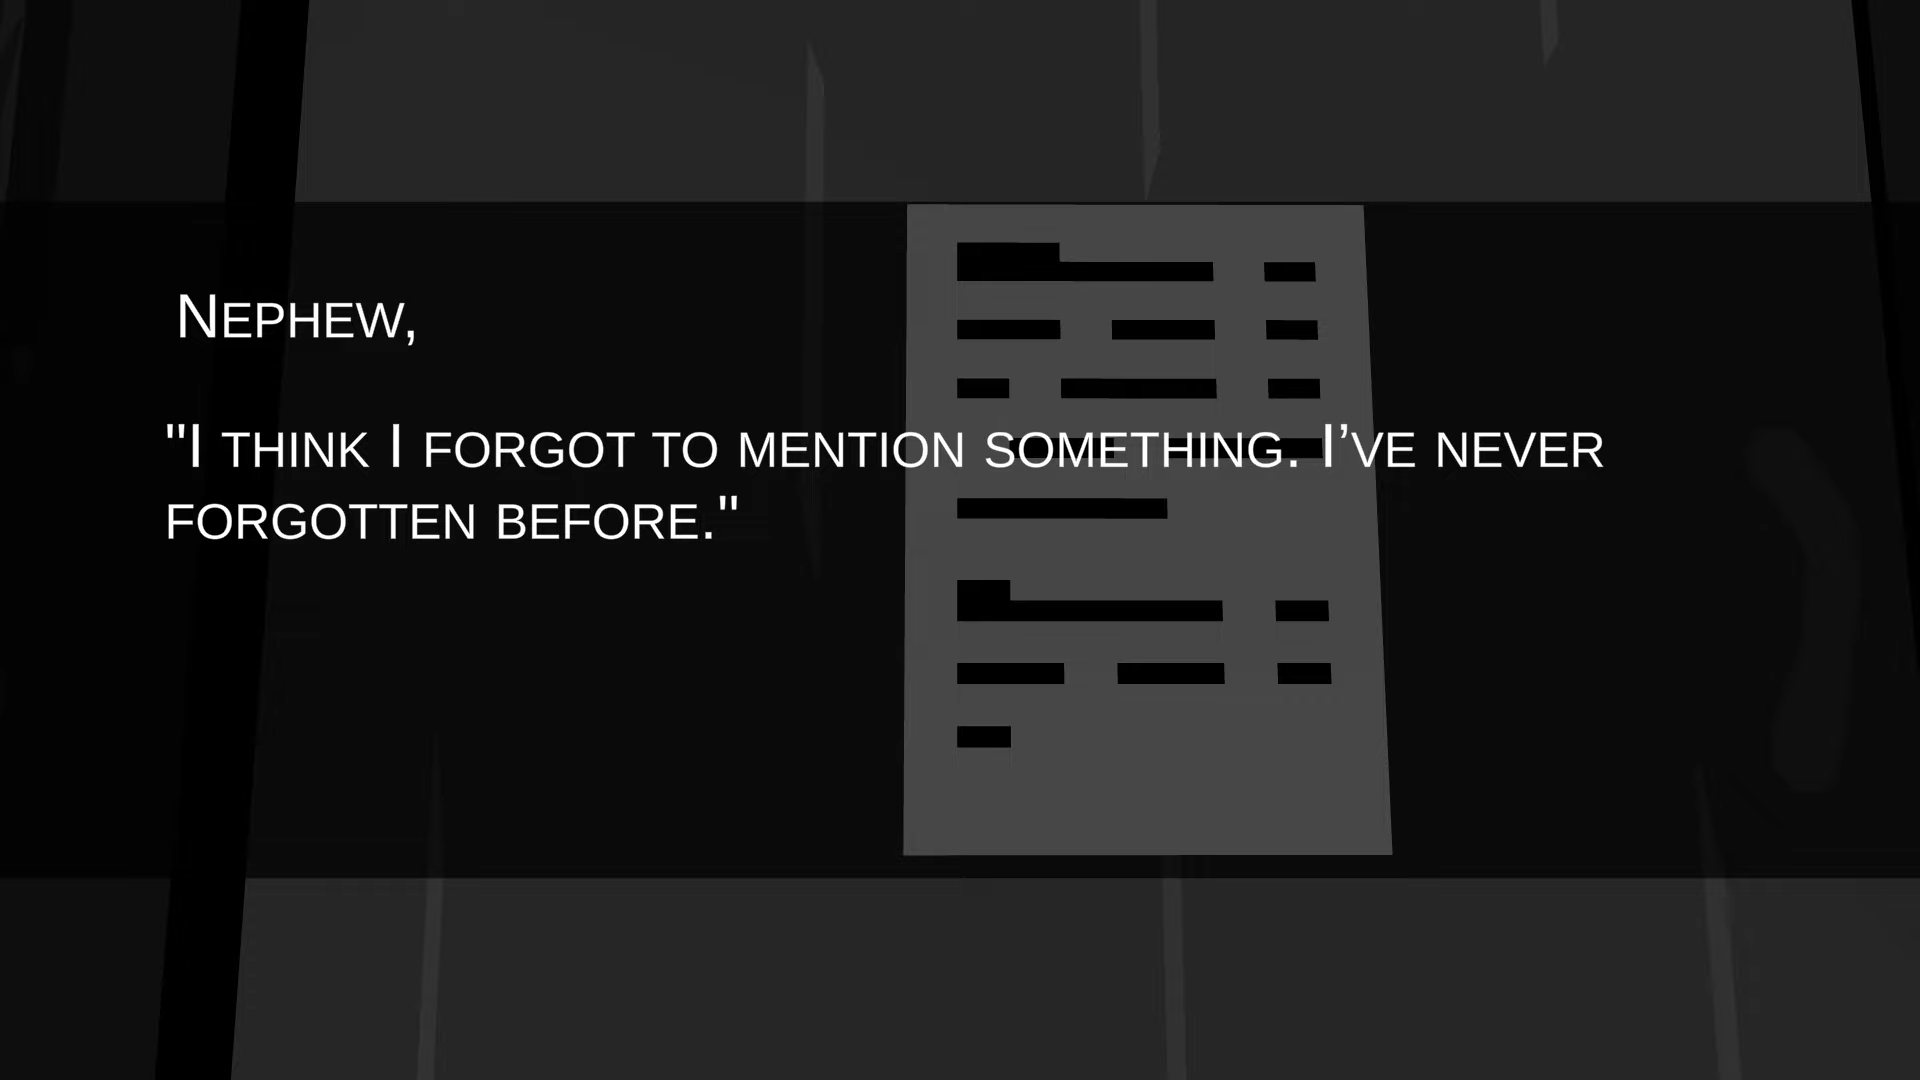 Nephew,
"I think I forgot to mention something. I’ve never
forgotten before."